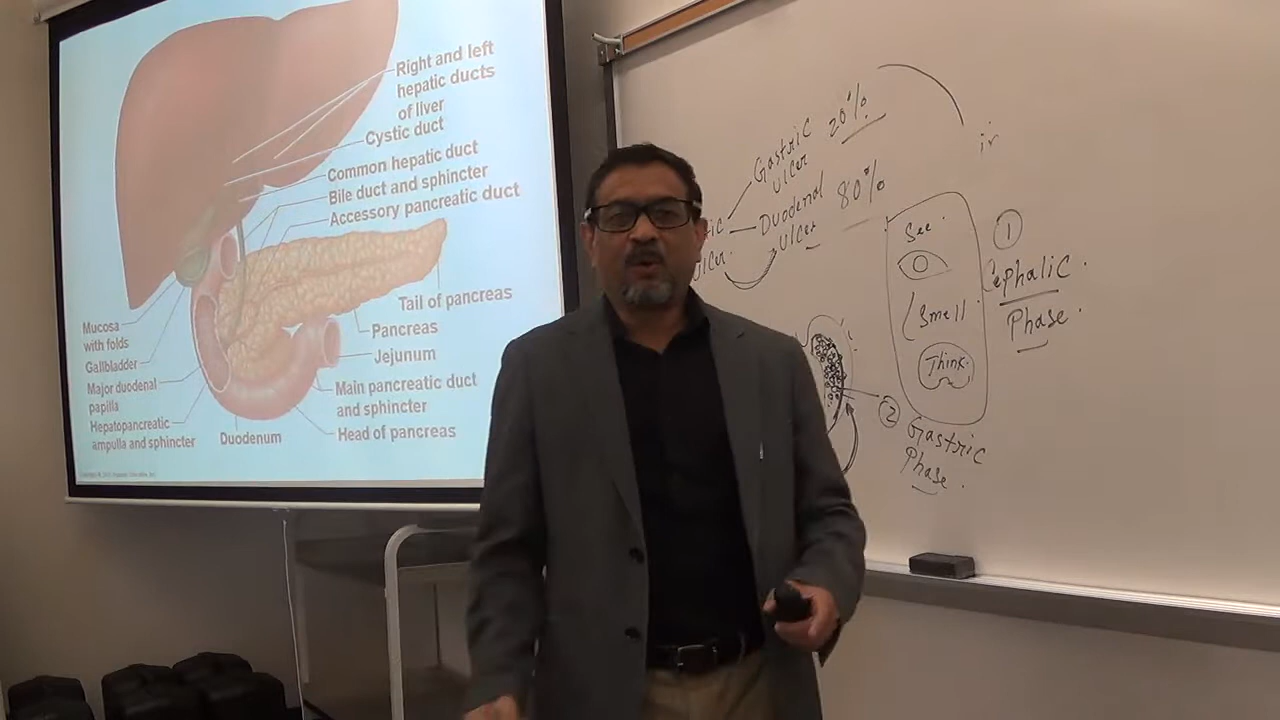 Right and left
hepatic ducts
of liver
Cystic duct
Common hepatic duct
Bile duct and sphincter
Accessory pancreatic duct
Tail of pancreas
Pancreas
Jejunum
Main pancreatic duct
and sphincter
Head of pancreas
Mucosa
with folds
Gallbladder
Major duodenal
papilla
Hepatopancreatic
ampulla and sphincter
Duodenum
Gastric 20%
Ulcer
Duodenal 80%
Ulcer
See
Smell
Think
1
Cephalic
Phase
2
Gastric
Phase